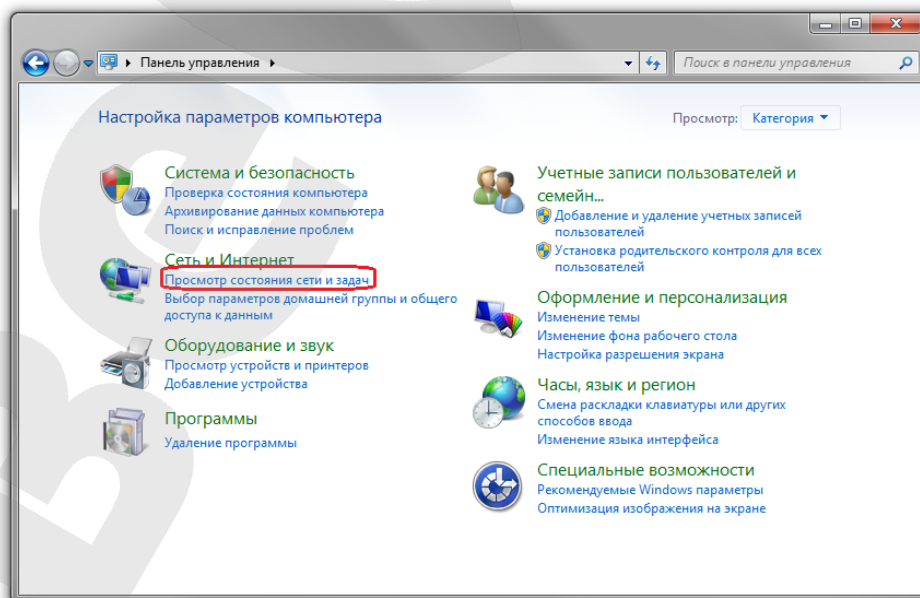 Панель управления
Поиск в панели управления
Настройка параметров компьютера
Просмотр: Категория
Система и безопасность
Проверка состояния компьютера
Архивирование данных компьютера
Поиск и исправление проблем
Сеть и Интернет
Просмотр состояния сети и задач
Выбор параметров домашней группы и общего
доступа к данным
Оборудование и звук
Просмотр устройств и принтеров
Добавление устройства
Программы
Удаление программы
Учетные записи пользователей и
семейн...
Добавление и удаление учетных записей
пользователей
Установка родительского контроля для всех
пользователей
Оформление и персонализация
Изменение темы
Изменение фона рабочего стола
Настройка разрешения экрана
Часы, язык и регион
Смена раскладки клавиатуры или других
способов ввода
Изменение языка интерфейса
Специальные возможности
Рекомендуемые Windows параметры
Оптимизация изображения на экране